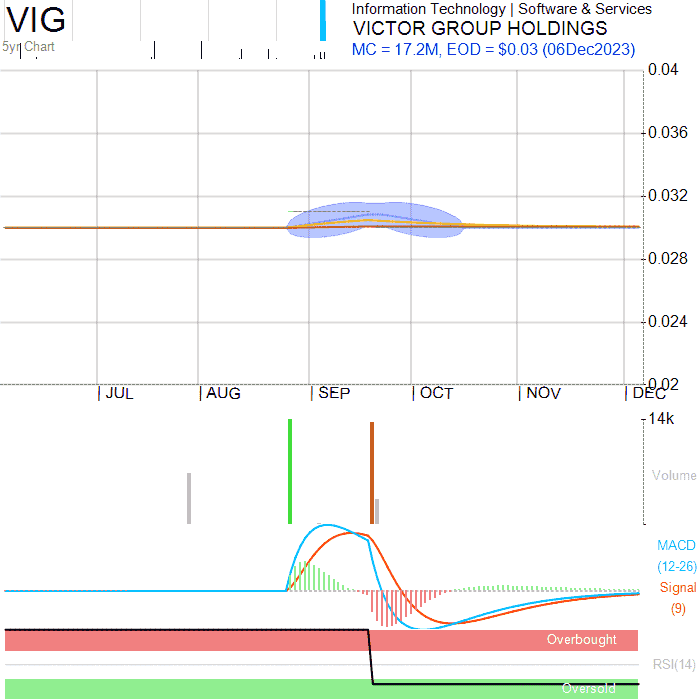 VIG
Information Technology | Software & Services
VICTOR GROUP HOLDINGS
5yr Chart
MC = 17.2M, EOD = $0.03 (06Dec2023)
0.04
0.036
0.032
0.028
0.024
0.02
JUL
AUG
SEP
OCT
NOV
DEC
14k
Volume
MACD
(12-26)
Signal
(9)
Overbought
RSI(14)
Oversold